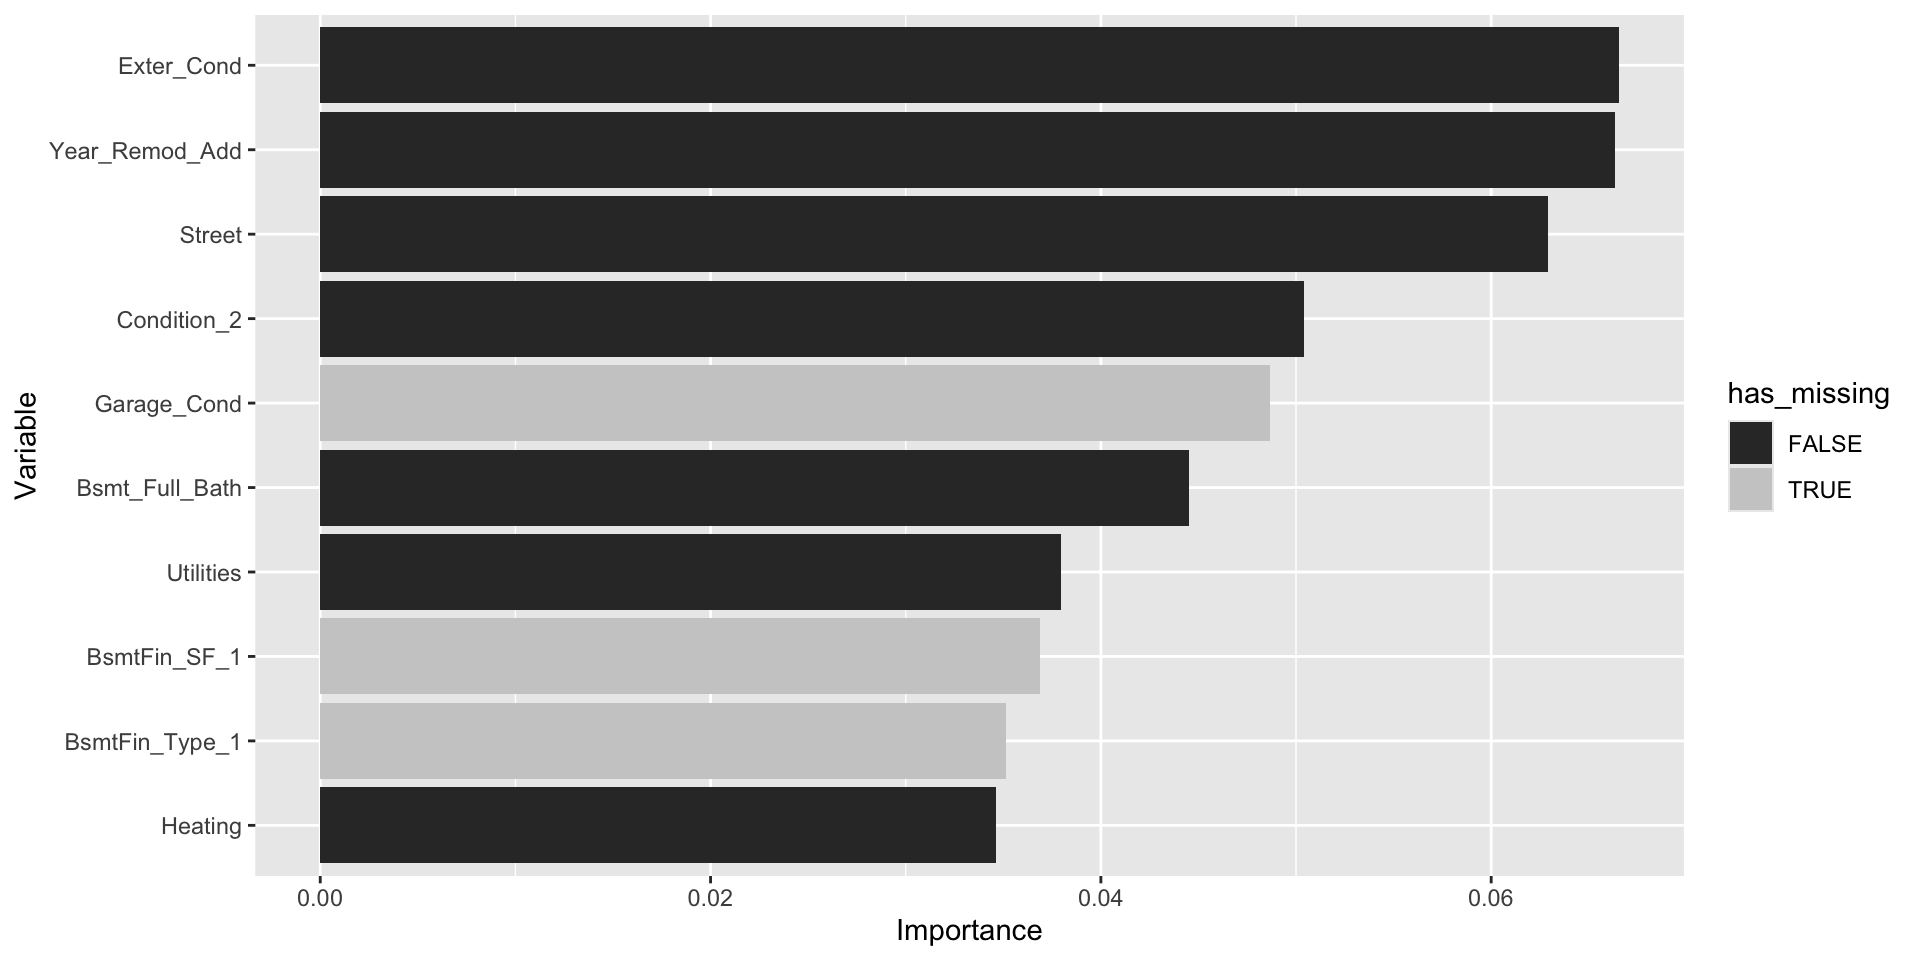 Exter_Cond
Year_Remod_Add
Street
Condition_2
Garage_Cond
Bsmt_Full_Bath
Utilities
BsmtFin_SF_1
BsmtFin_Type_1
Heating
Variable
0.00 0.02 0.04 0.06
Importance
has_missing
FALSE
TRUE